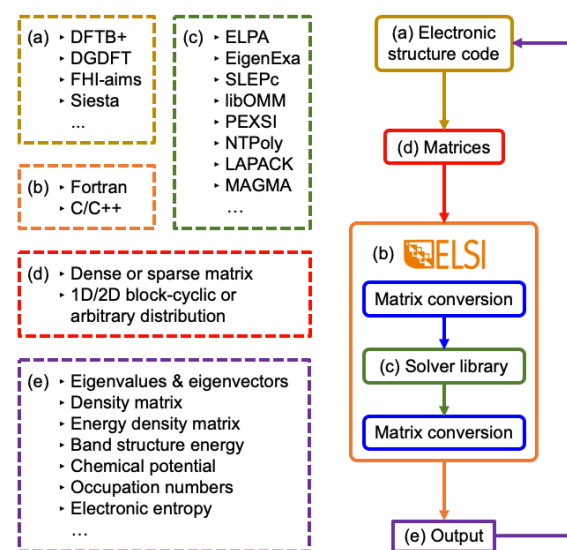 (a) ‣ DFTB+
‣ DGDFT
‣ FHI-aims
‣ Siesta
...
(b) ‣ Fortran
‣ C/C++
(c) ‣ ELPA
‣ EigenExa
‣ SLEPc
‣ libOMM
‣ PEXSI
‣ NTPoly
‣ LAPACK
‣ MAGMA
...
(d) ‣ Dense or sparse matrix
‣ 1D/2D block-cyclic or
arbitrary distribution
(e) ‣ Eigenvalues & eigenvectors
‣ Density matrix
‣ Energy density matrix
‣ Band structure energy
‣ Chemical potential
‣ Occupation numbers
‣ Electronic entropy
...
(a) Electronic
structure code
(d) Matrices
(b) ELSI
Matrix conversion
(c) Solver library
Matrix conversion
(e) Output